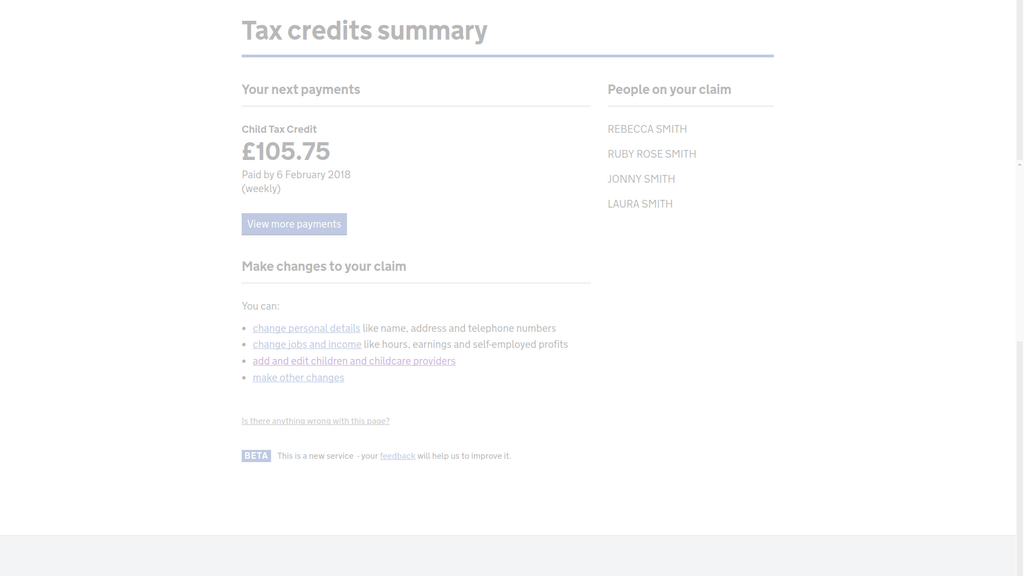 Tax credits summary
Your next payments
Child Tax Credit
£105.75
Paid by 6 February 2018
(weekly)
View more payments
People on your claim
REBECCA SMITH
RUBY ROSE SMITH
JONNY SMITH
LAURA SMITH
Make changes to your claim
You can:
• change personal details like name, address and telephone numbers
• change jobs and income like hours, earnings and self-employed profits
• add and edit children and childcare providers
• make other changes
Is there anything wrong with this page?
BETA This is a new service - your feedback will help us to improve it.